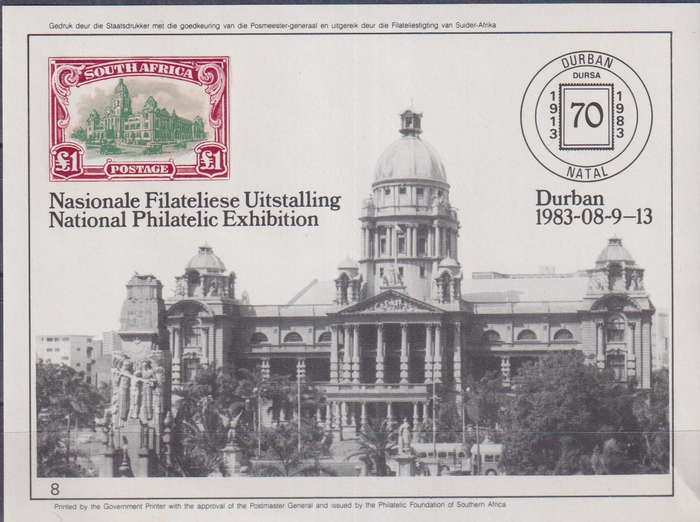 Gedruk deur die Staatsdrukker met die goedkeuring van die Posmeester-generaal en uitgereik deur die Filateliestigting van Suider-Afrika
SOUTH AFRICA
£1 POSTAGE £1
DURBAN
DURSA
1913 70 1983
NATAL
Nasionale Filateliese Uitstalling
National Philatelic Exhibition
Durban
1983-08-9–13
8
Printed by the Government Printer with the approval of the Postmaster General and issued by the Philatelic Foundation of Southern Africa